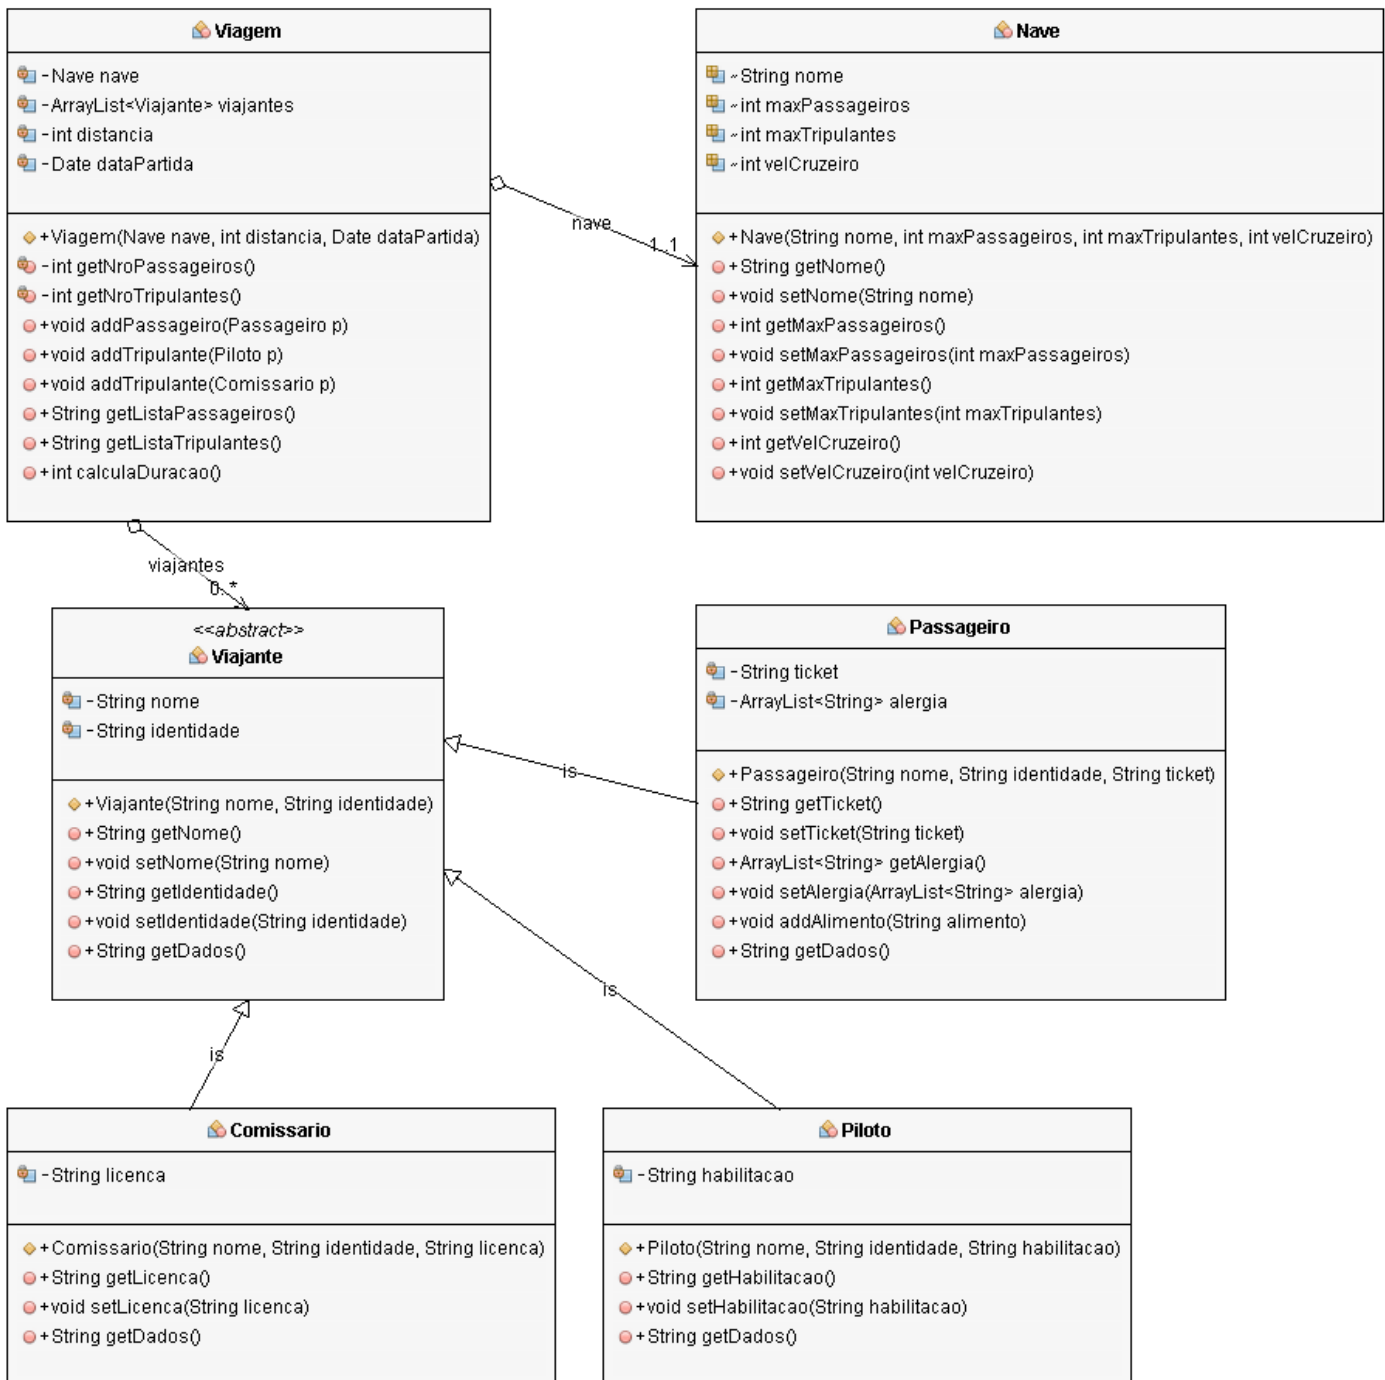 Viagem
-Nave nave
-ArrayList<Viajante> viajantes
-int distancia
-Date dataPartida
+Viagem(Nave nave, int distancia, Date dataPartida)
-int getNroPassageiros()
-int getNroTripulantes()
+void addPassageiro(Passageiro p)
+void addTripulante(Piloto p)
+void addTripulante(Comissario p)
+String getListaPassageiros()
+String getListaTripulantes()
+int calculaDuracao()
Nave
~String nome
~int maxPassageiros
~int maxTripulantes
~int velCruzeiro
+Nave(String nome, int maxPassageiros, int maxTripulantes, int velCruzeiro)
+String getNome()
+void setNome(String nome)
+int getMaxPassageiros()
+void setMaxPassageiros(int maxPassageiros)
+int getMaxTripulantes()
+void setMaxTripulantes(int maxTripulantes)
+int getVelCruzeiro()
+void setVelCruzeiro(int velCruzeiro)
nave
1..1
viajantes
0..*
<<abstract>>
Viajante
-String nome
-String identidade
+Viajante(String nome, String identidade)
+String getNome()
+void setNome(String nome)
+String getIdentidade()
+void setIdentidade(String identidade)
+String getDados()
Passageiro
-String ticket
-ArrayList<String> alergia
+Passageiro(String nome, String identidade, String ticket)
+String getTicket()
+void setTicket(String ticket)
+ArrayList<String> getAlergia()
+void setAlergia(ArrayList<String> alergia)
+void addAlimento(String alimento)
+String getDados()
is
is
is
Comissario
-String licenca
+Comissario(String nome, String identidade, String licenca)
+String getLicenca()
+void setLicenca(String licenca)
+String getDados()
Piloto
-String habilitacao
+Piloto(String nome, String identidade, String habilitacao)
+String getHabilitacao()
+void setHabilitacao(String habilitacao)
+String getDados()